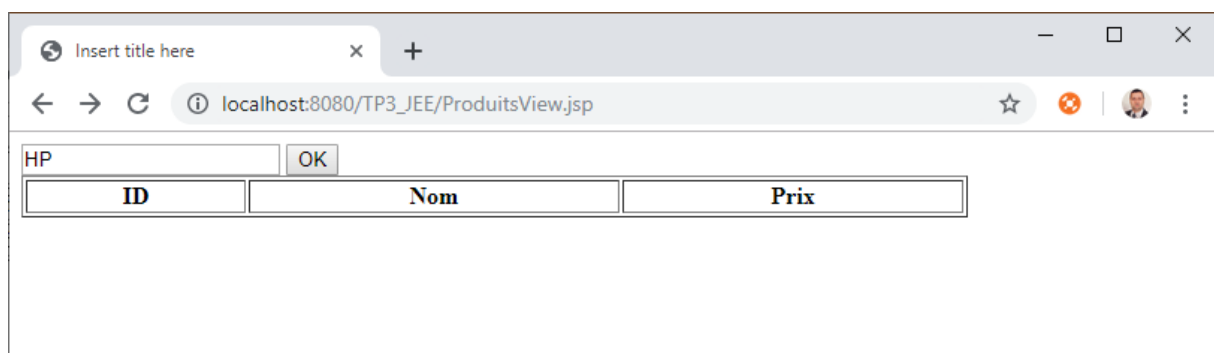 Insert title here
localhost:8080/TP3_JEE/ProduitsView.jsp
HP OK
ID Nom Prix